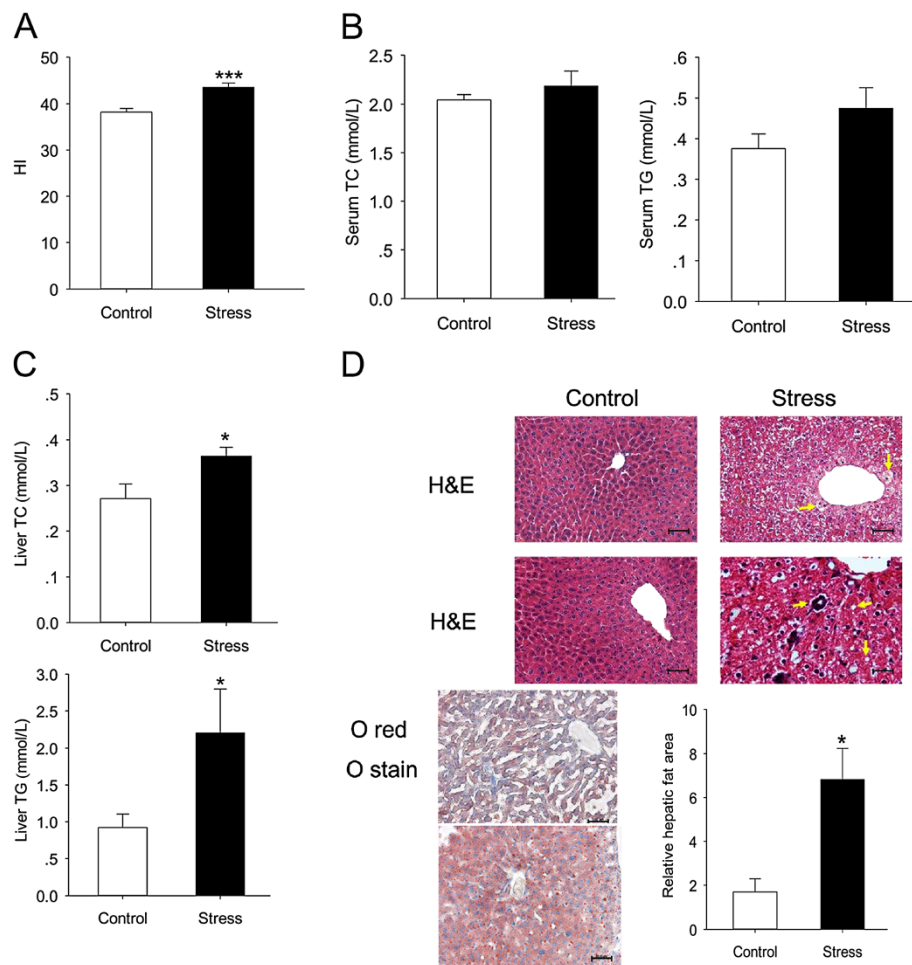 A
HI
50
40
30
20
10
0
***
Control
Stress
B
Serum TC (mmol/L)
2.5
2.0
1.5
1.0
.5
0.0
Control
Stress
Serum TG (mmol/L)
.6
.5
.4
.3
.2
.1
0.0
Control
Stress
C
Liver TC (mmol/L)
.5
.4
.3
.2
.1
0.0
*
Control
Stress
Liver TG (mmol/L)
3.0
2.5
2.0
1.5
1.0
.5
0.0
*
Control
Stress
D
Control
Stress
H&E
H&E
O red
O stain
Relative hepatic fat area
10
8
6
4
2
0
*
Control
Stress